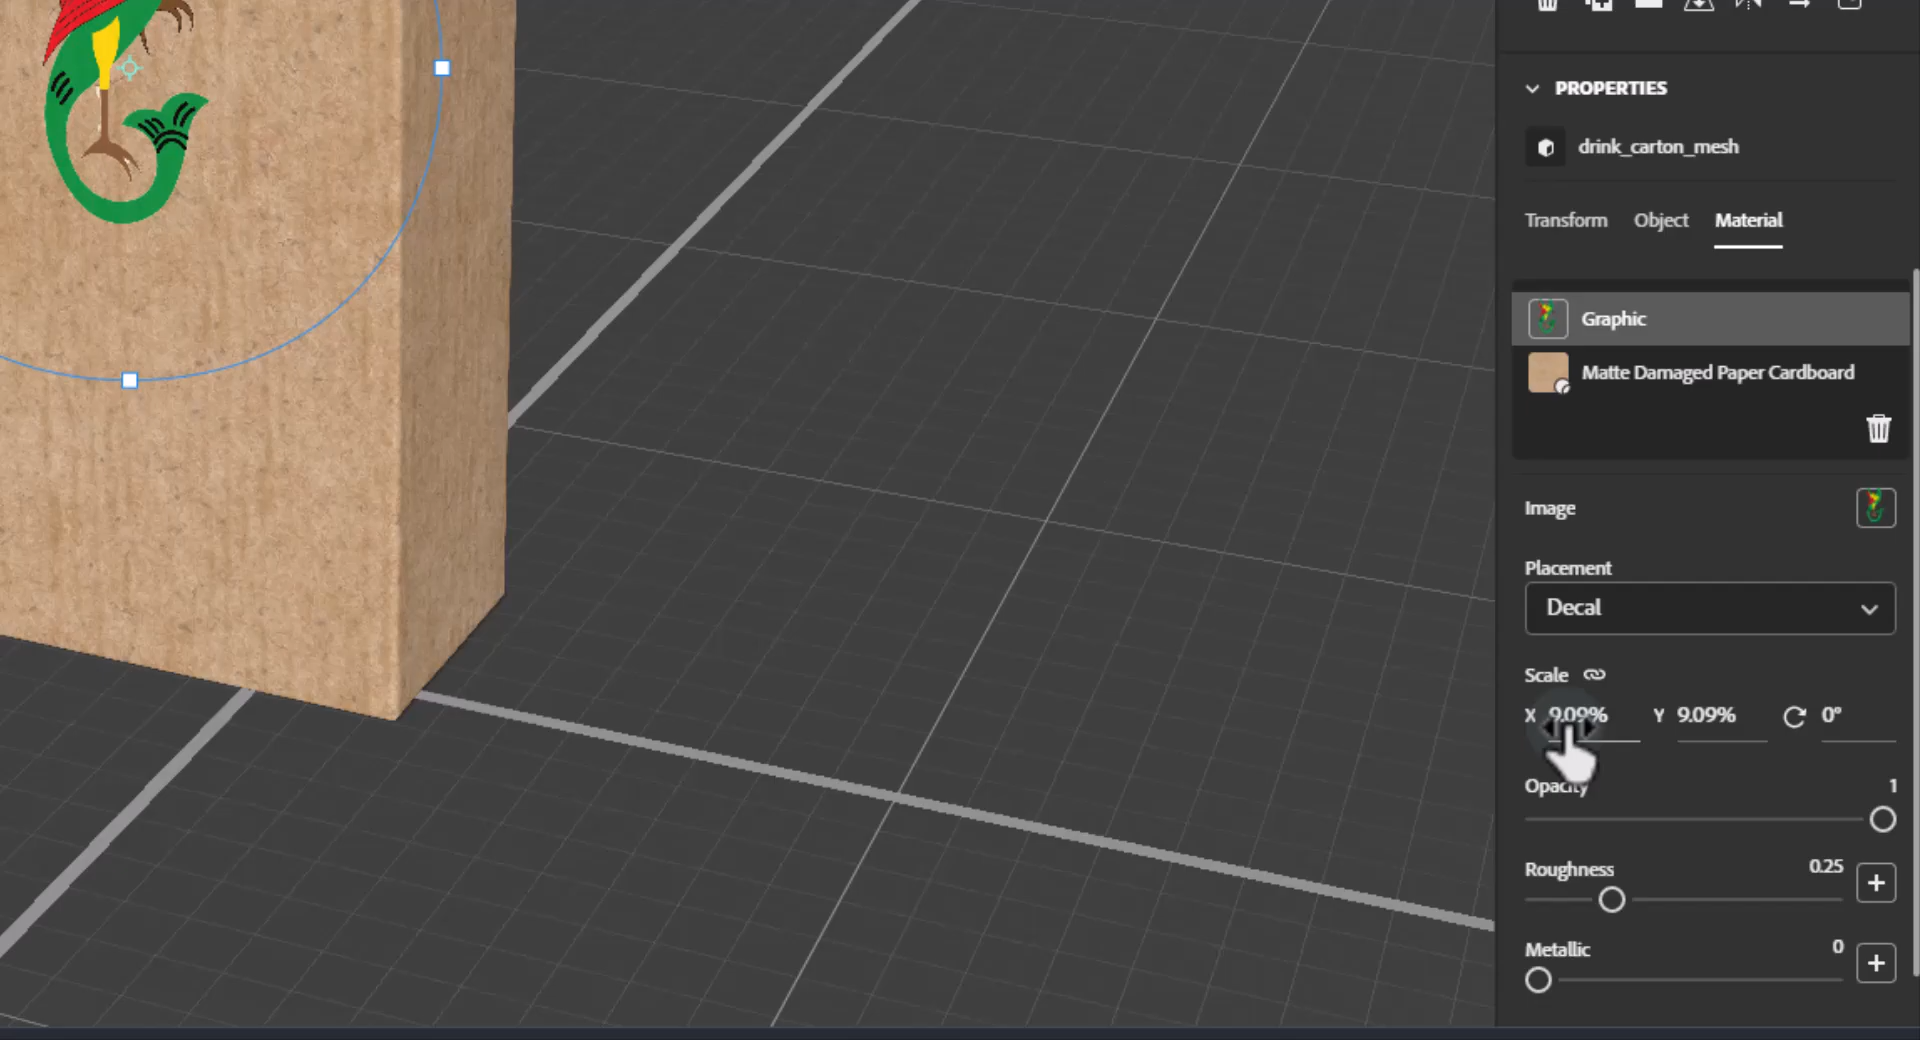 PROPERTIES
drink_carton_mesh
Transform Object Material
Graphic
Matte Damaged Paper Cardboard
Image
Placement
Decal
Scale
X 9.09% Y 9.09% 0°
Opacity 1
Roughness 0.25
Metallic 0